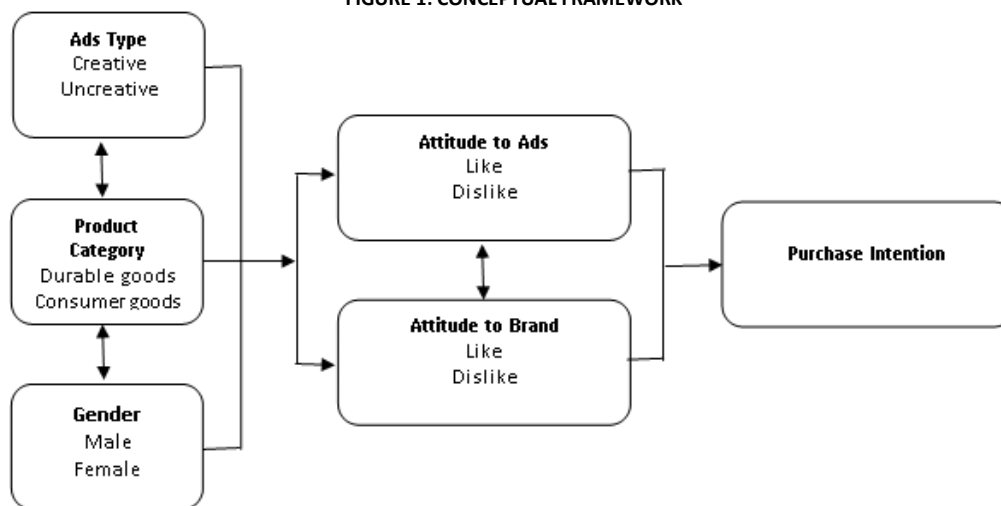 FIGURE 1: CONCEPTUAL FRAMEWORK
Ads Type
Creative
Uncreative
Product
Category
Durable goods
Consumer goods
Gender
Male
Female
Attitude to Ads
Like
Dislike
Attitude to Brand
Like
Dislike
Purchase Intention